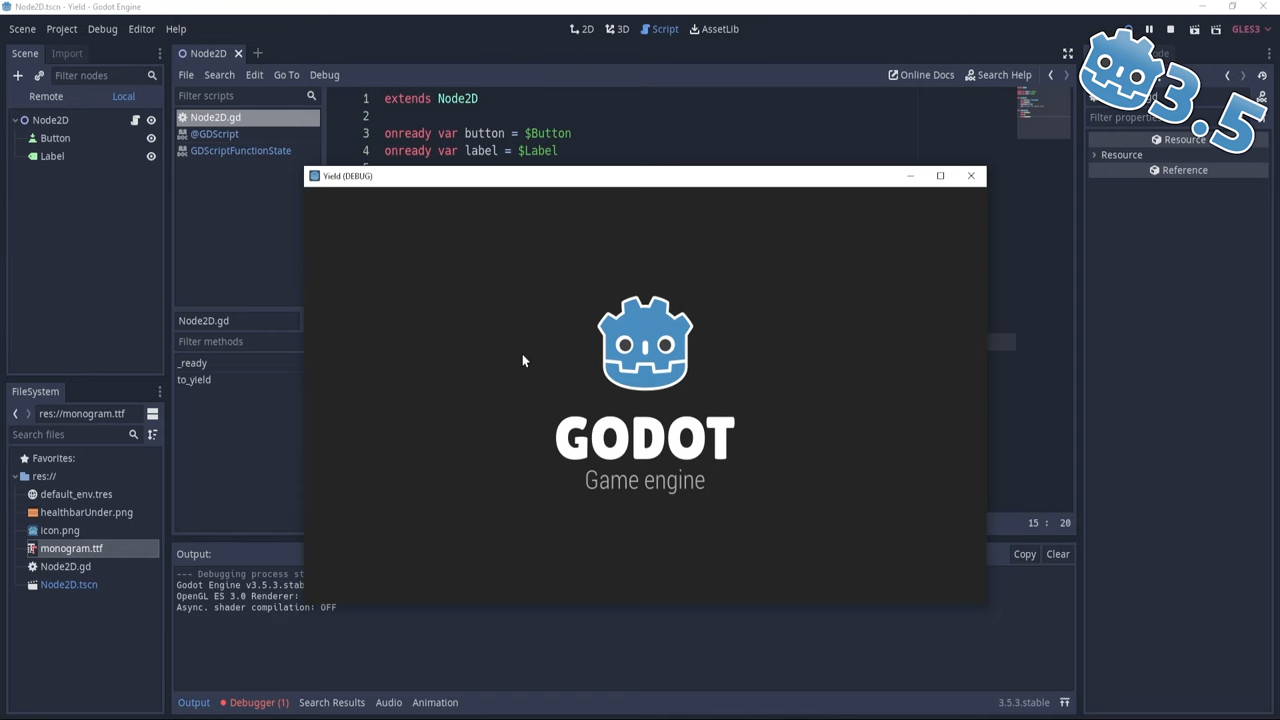 Node2D.tscn - Yield - Godot Engine
Scene Project Debug Editor Help
2D 3D Script AssetLib
GLES3
Scene Import
Node2D
Filter nodes
Remote Local
Node2D
Button
Label
File Search Edit Go To Debug
Online Docs Search Help
Filter scripts
Node2D.gd
@GDScript
GDScriptFunctionState
1 extends Node2D
2
3 onready var button = $Button
4 onready var label = $Label
3.5
Filter properties
Resource
Resource
Reference
Yield (DEBUG)
GODOT
Game engine
Node2D.gd
Filter methods
_ready
to_yield
FileSystem
res://monogram.ttf
Search files
Favorites:
res://
default_env.tres
healthbarUnder.png
icon.png
monogram.ttf
Node2D.gd
Node2D.tscn
15 : 20
Output:
Copy Clear
--- Debugging process st
Godot Engine v3.5.3.stab
OpenGL ES 3.0 Renderer:
Async. shader compilation: OFF
Output Debugger (1) Search Results Audio Animation
3.5.3.stable